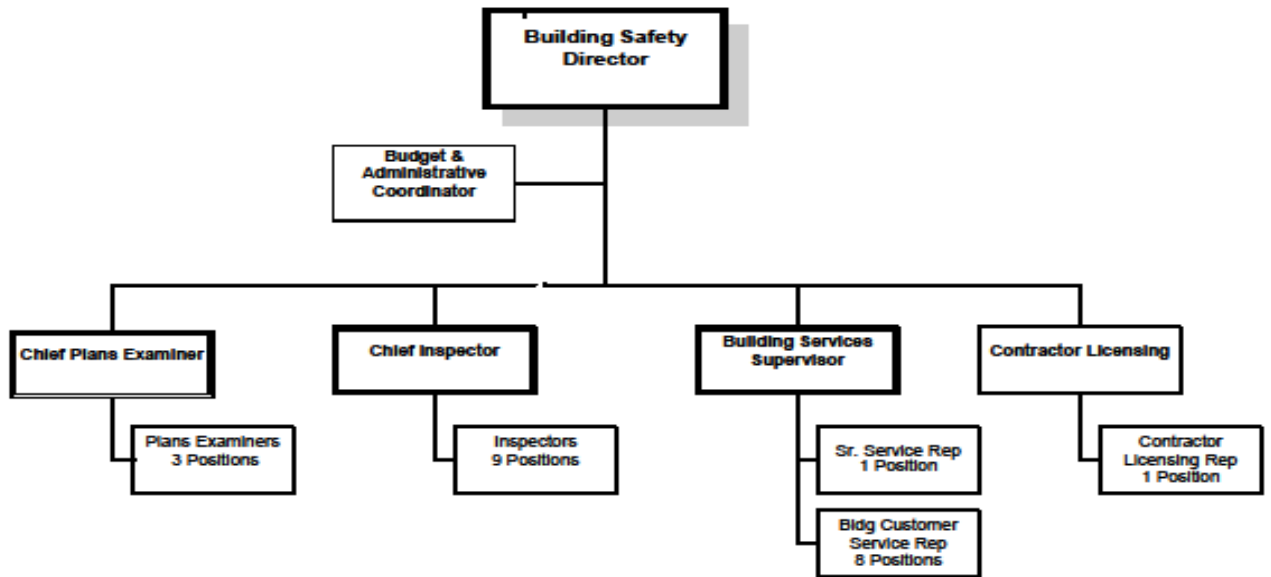 Building Safety
Director
Budget &
Administrative
Coordinator
Chief Plans Examiner
Chief Inspector
Building Services
Supervisor
Contractor Licensing
Plans Examiners
3 Positions
Inspectors
9 Positions
Sr. Service Rep
1 Position
Contractor
Licensing Rep
1 Position
Bldg Customer
Service Rep
8 Positions